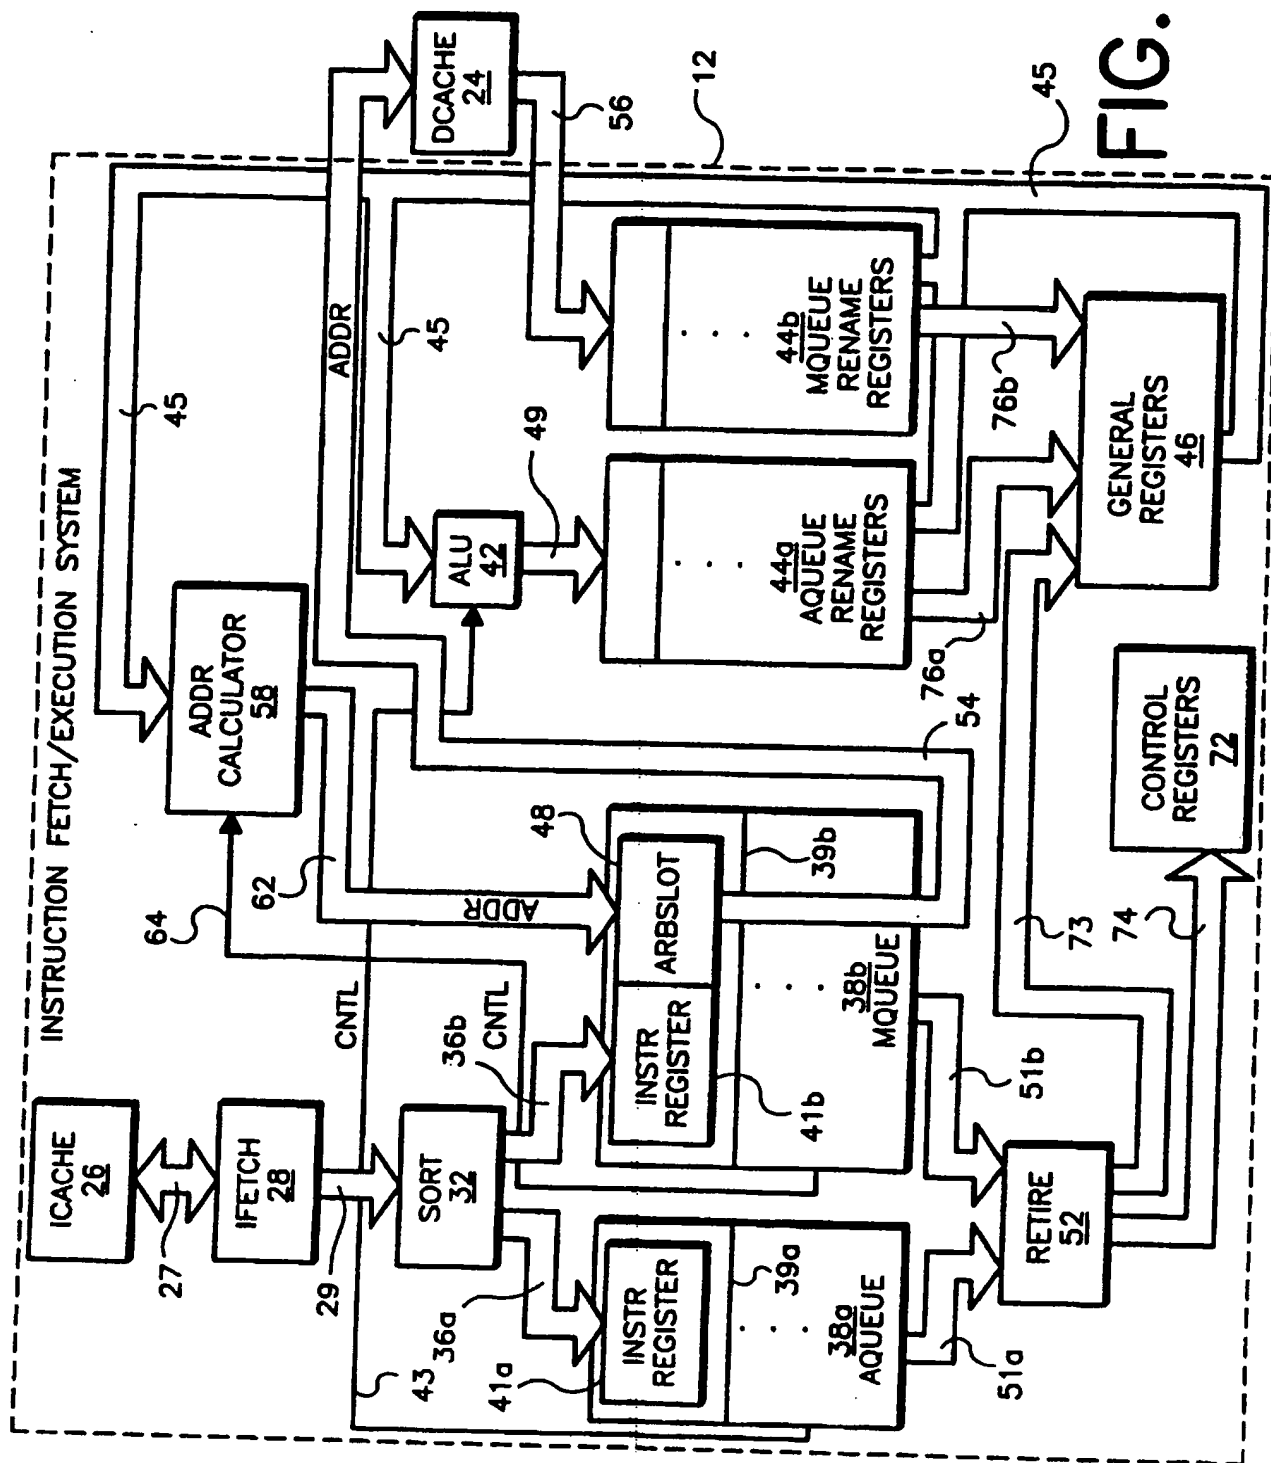 INSTRUCTION FETCH/EXECUTION SYSTEM
ICACHE
26
27
IFETCH
28
29
SORT
32
CNTL
43
36a
36b
CNTL
64
62
ADDR
CALCULATOR
58
45
ADDR
ADDR
45
DCACHE
24
56
12
ALU
42
49
41a
INSTR
REGISTER
39a
. . .
38a
AQUEUE
INSTR
REGISTER
41b
ARBSLOT
48
39b
. . .
38b
MQUEUE
54
. . .
44a
AQUEUE
RENAME
REGISTERS
. . .
44b
MQUEUE
RENAME
REGISTERS
51a
51b
RETIRE
52
73
74
CONTROL
REGISTERS
72
76a
76b
GENERAL
REGISTERS
46
45
FIG.